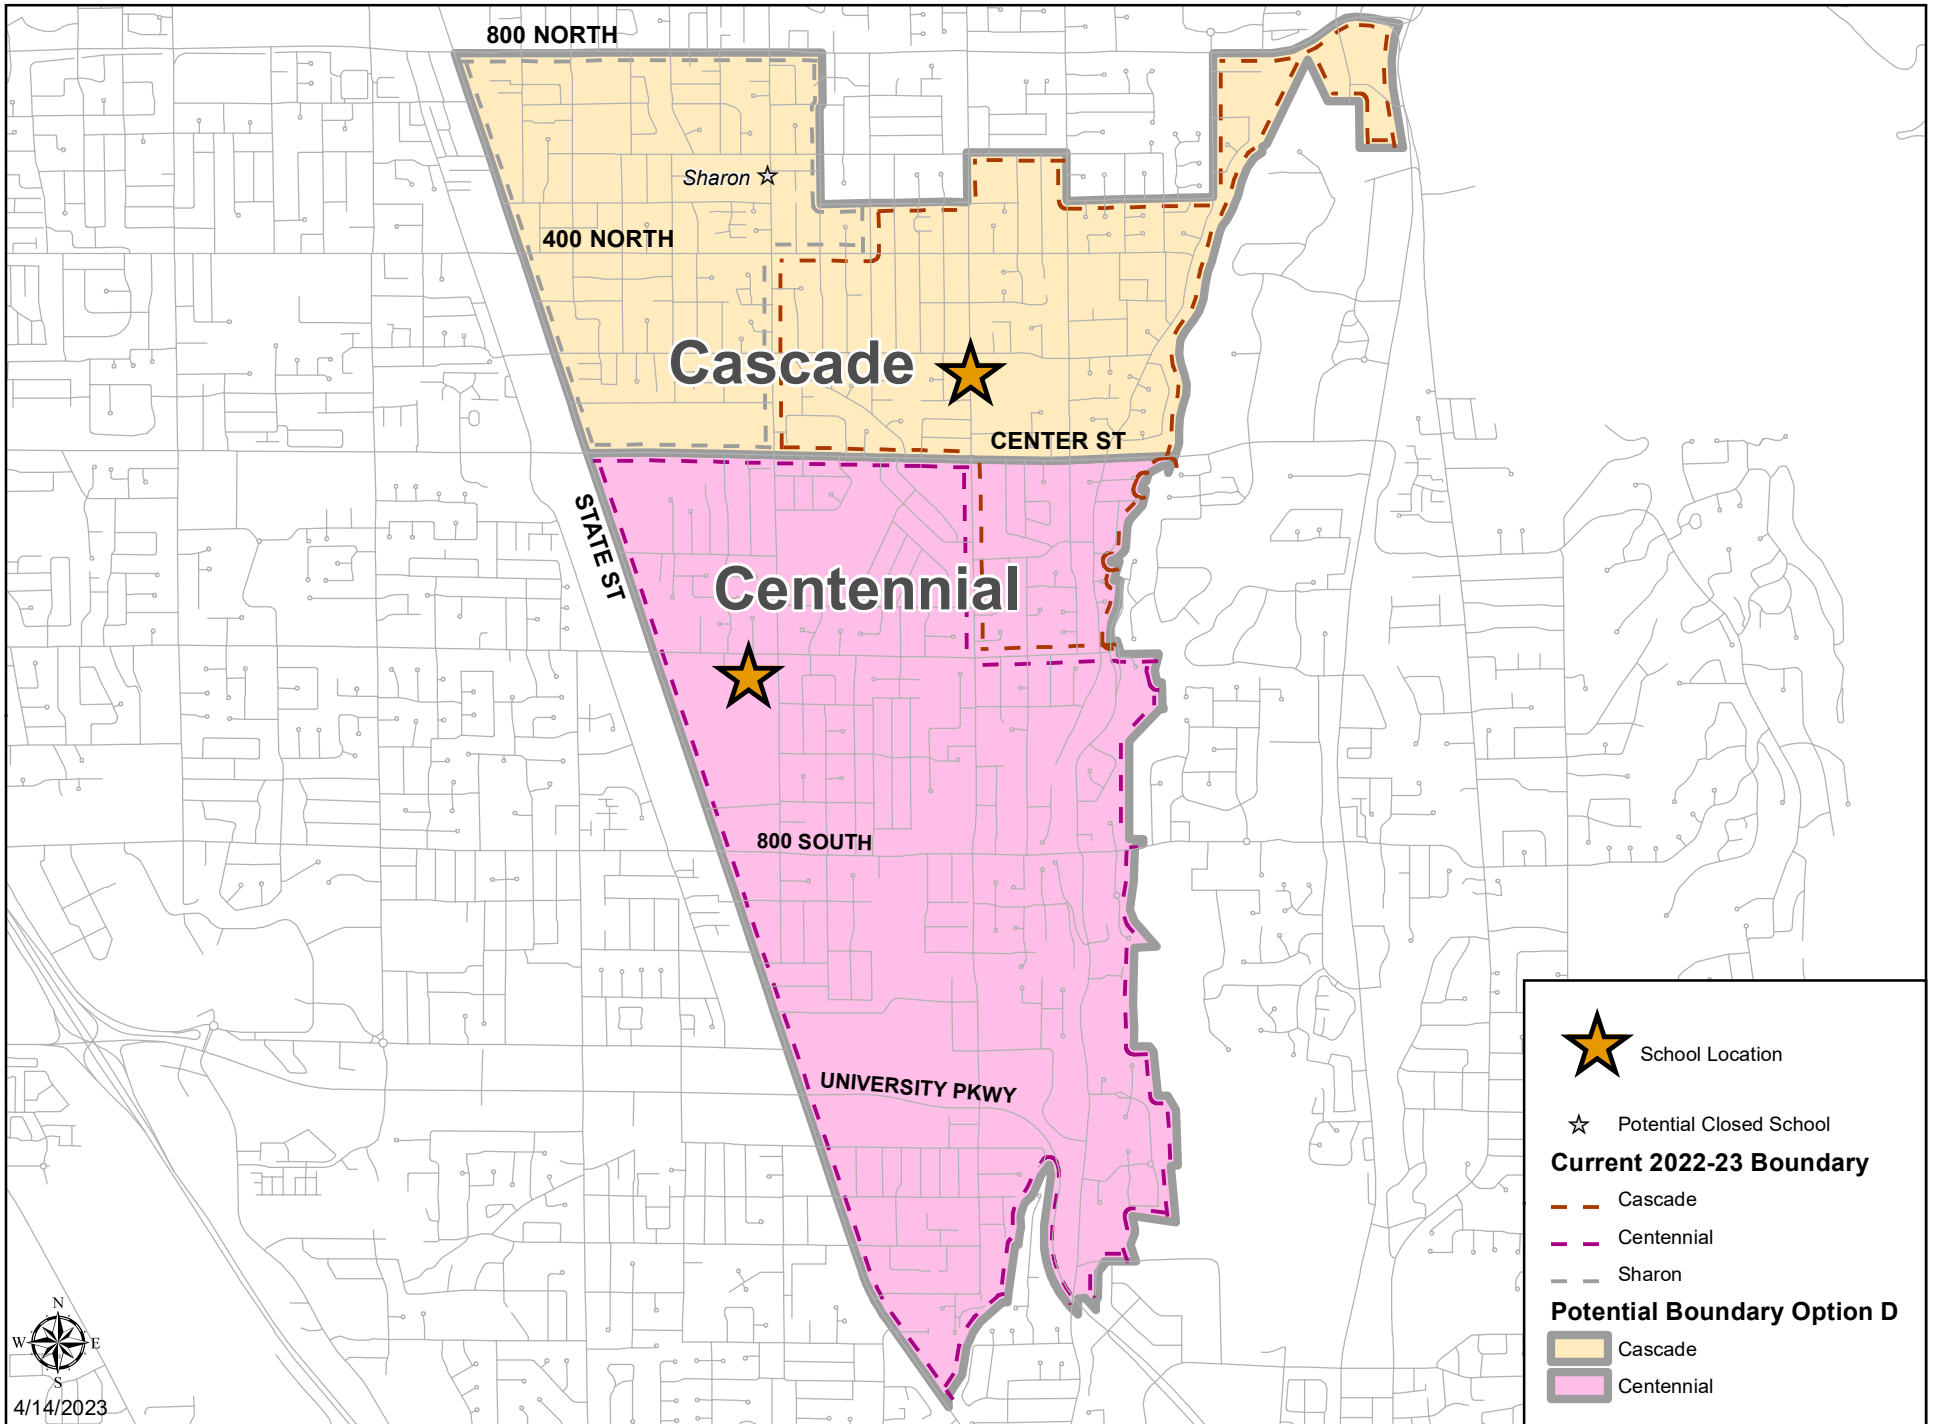 800 NORTH
Sharon
400 NORTH
Cascade
CENTER ST
STATE ST
Centennial
800 SOUTH
UNIVERSITY PKWY
School Location
Potential Closed School
Current 2022-23 Boundary
Cascade
Centennial
Sharon
Potential Boundary Option D
Cascade
Centennial
N
W E
S
4/14/2023